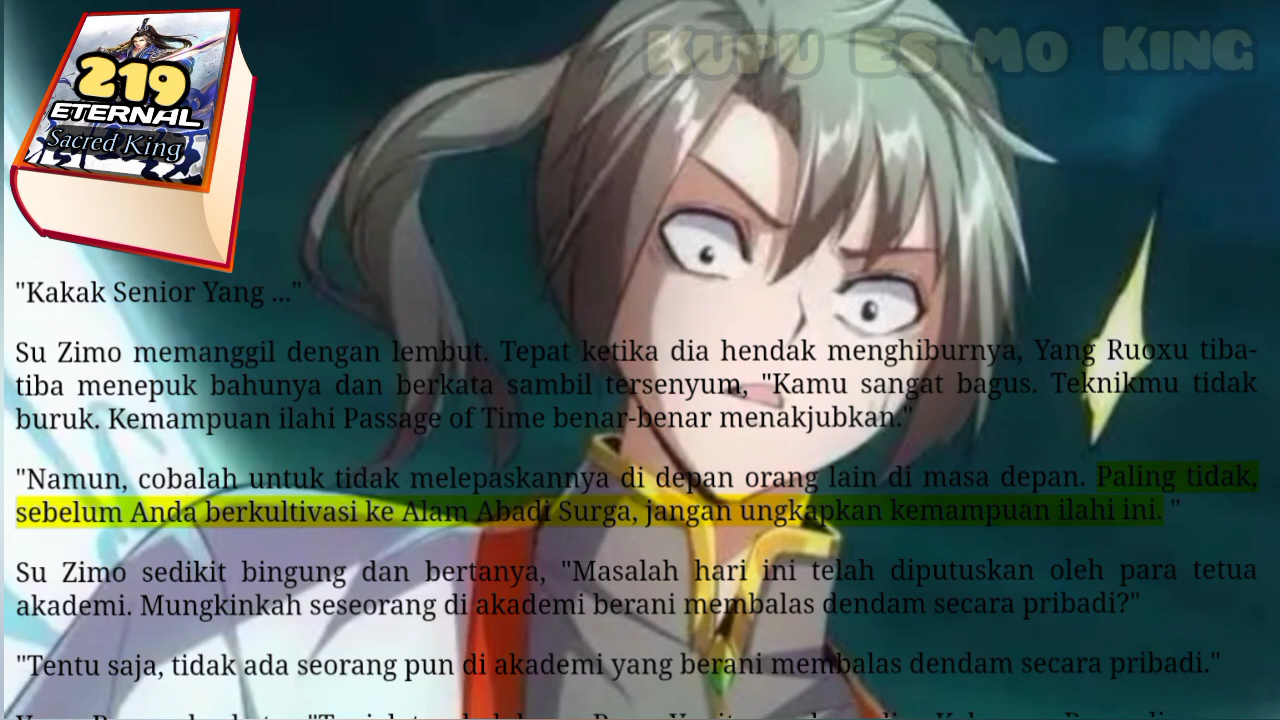 Kupu Es Mo King
219
ETERNAL
Sacred King
"Kakak Senior Yang ..."
Su Zimo memanggil dengan lembut. Tepat ketika dia hendak menghiburnya, Yang Ruoxu tiba-
tiba menepuk bahunya dan berkata sambil tersenyum, "Kamu sangat bagus. Teknikmu tidak
buruk. Kemampuan ilahi Passage of Time benar-benar menakjubkan."
"Namun, cobalah untuk tidak melepaskannya di depan orang lain di masa depan. Paling tidak,
sebelum Anda berkultivasi ke Alam Abadi Surga, jangan ungkapkan kemampuan ilahi ini. "
Su Zimo sedikit bingung dan bertanya, "Masalah hari ini telah diputuskan oleh para tetua
akademi. Mungkinkah seseorang di akademi berani membalas dendam secara pribadi?"
"Tentu saja, tidak ada seorang pun di akademi yang berani membalas dendam secara pribadi."